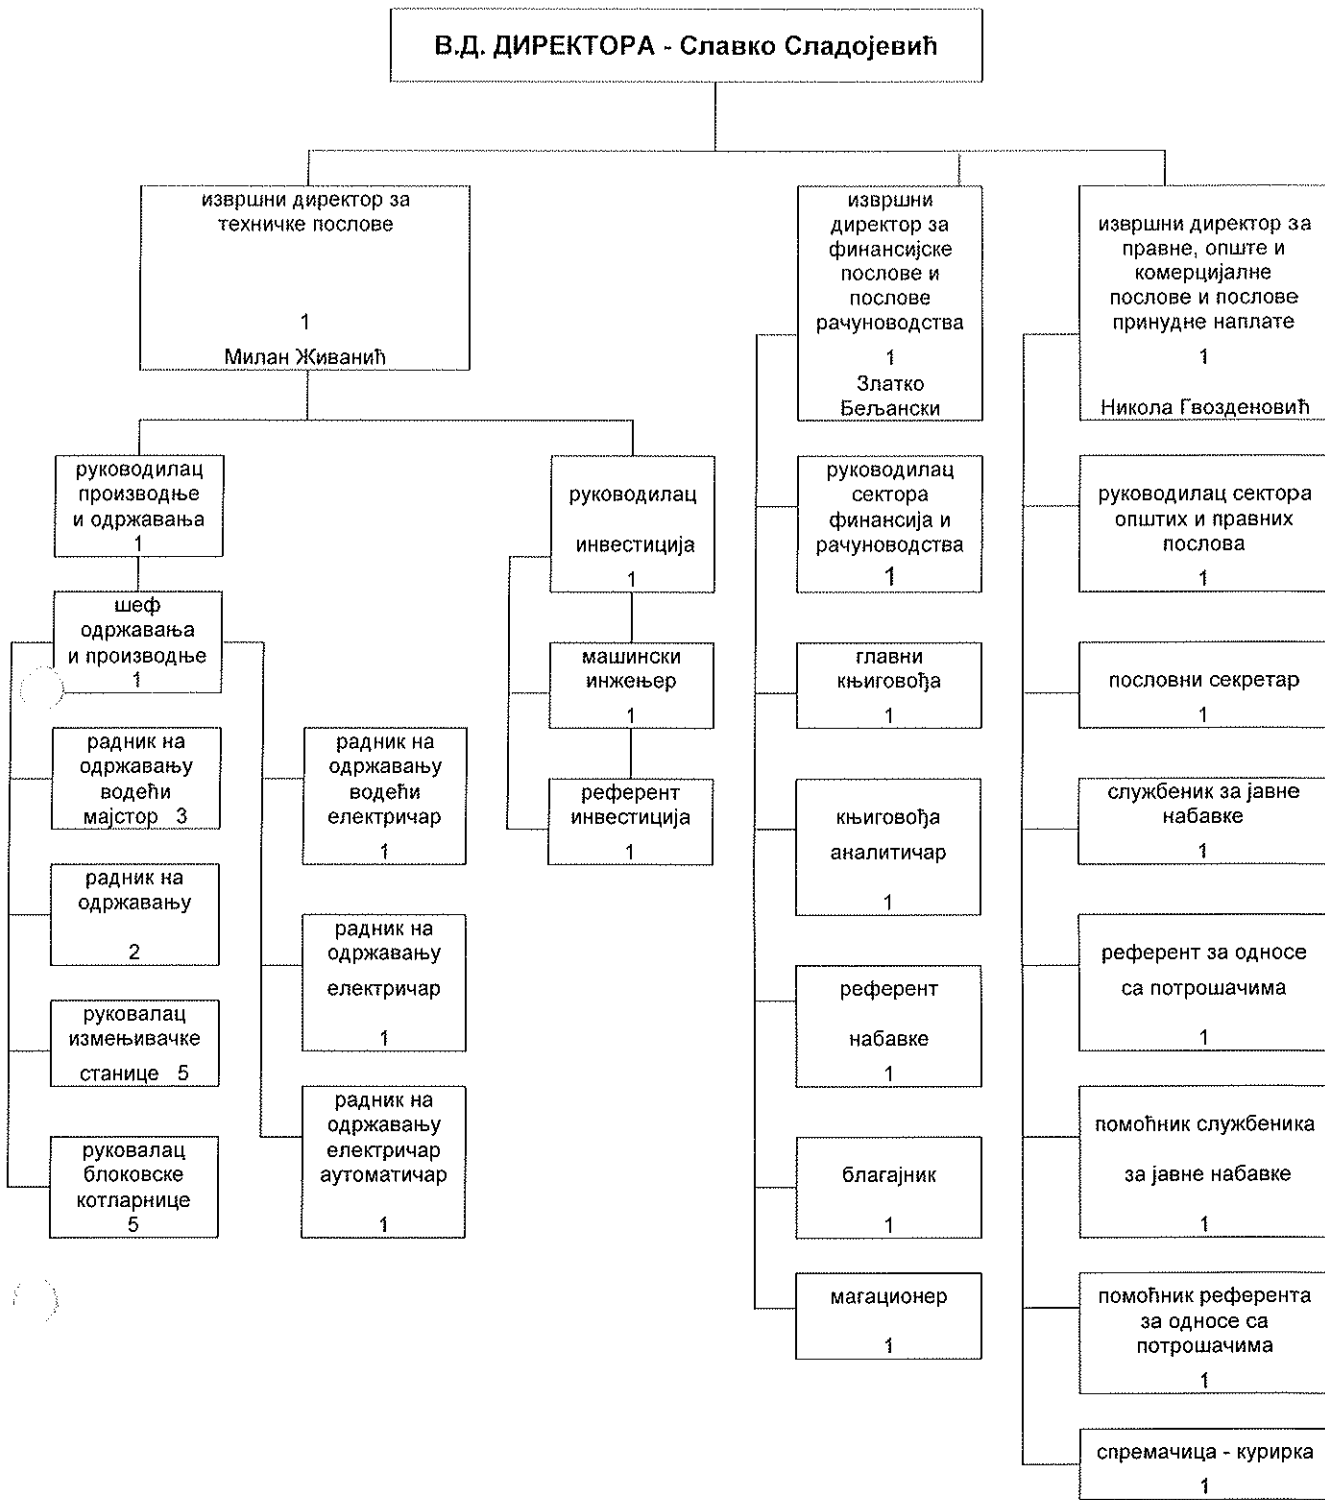 В.Д. ДИРЕКТОРА - Славко Сладојевић
извршни директор за
техничке послове
1
Милан Живанић
извршни
директор за
финансијске
послове и
послове
рачуноводства
1
Златко
Бељански
извршни директор за
правне, опште и
комерцијалне
послове и послове
принудне наплате
1
Никола Гвозденовић
руководилац
производње
и одржавања
1
шеф
одржавања
и производње
1
радник на
одржавању
водећи
мајстор 3
радник на
одржавању
2
руковалац
измењивачке
станице 5
руковалац
блоковске
котларнице
5
радник на
одржавању
водећи
електричар
1
радник на
одржавању
електричар
1
радник на
одржавању
електричар
аутоматичар
1
руководилац
инвестиција
1
машински
инжењер
1
референт
инвестиција
1
руководилац
сектора
финансија и
рачуноводства
1
главни
књиговођа
1
књиговођа
аналитичар
1
референт
набавке
1
благајник
1
магационер
1
руководилац сектора
општих и правних
послова
1
пословни секретар
1
службеник за јавне
набавке
1
референт за односе
са потрошачима
1
помоћник службеника
за јавне набавке
1
помоћник референта
за односе са
потрошачима
1
спремачица - курирка
1